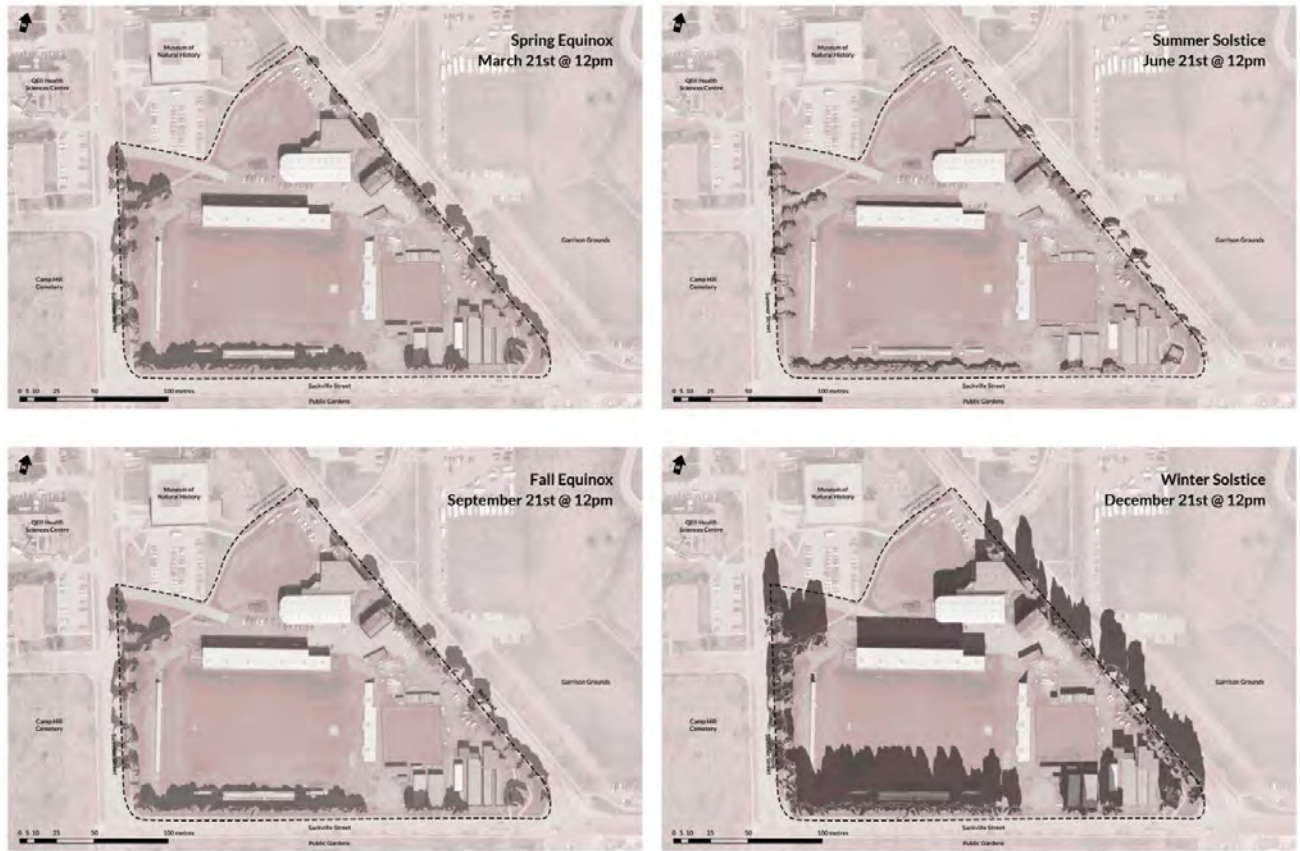 Spring Equinox
March 21st @ 12pm
Museum of
Natural History
QEII Health
Sciences Centre
Garrison Grounds
Camp Hill
Cemetery
Summer Street
Sackville Street
0 5 10 25 50 100 metres
Public Gardens
Summer Solstice
June 21st @ 12pm
Museum of
Natural History
QEII Health
Sciences Centre
Garrison Grounds
Camp Hill
Cemetery
Summer Street
Sackville Street
0 5 10 25 50 100 metres
Public Gardens
Fall Equinox
September 21st @ 12pm
Museum of
Natural History
QEII Health
Sciences Centre
Garrison Grounds
Camp Hill
Cemetery
Summer Street
Sackville Street
0 5 10 25 50 100 metres
Public Gardens
Winter Solstice
December 21st @ 12pm
Museum of
Natural History
QEII Health
Sciences Centre
Garrison Grounds
Camp Hill
Cemetery
Sackville Street
0 5 10 25 50 100 metres
Public Gardens